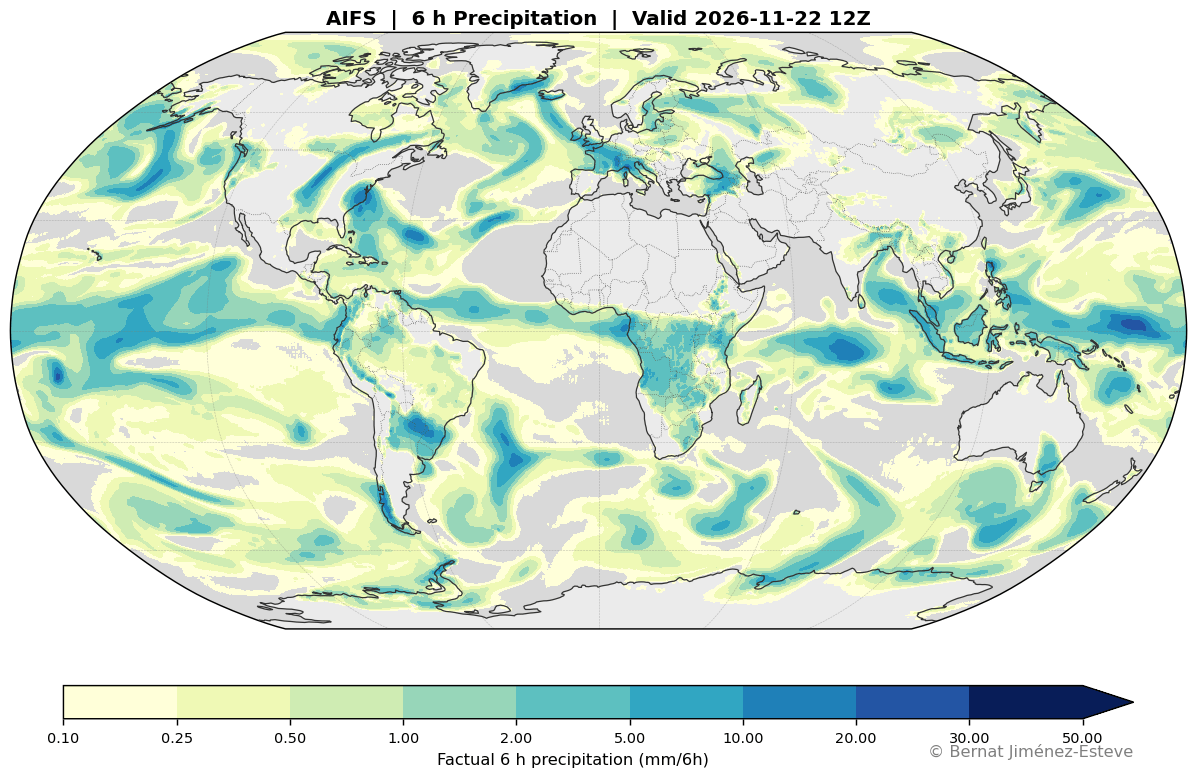 AIFS | 6 h Precipitation | Valid 2026-11-22 12Z
0.10 0.25 0.50 1.00 2.00 5.00 10.00 20.00 30.00 50.00
Factual 6 h precipitation (mm/6h)
© Bernat Jiménez-Esteve